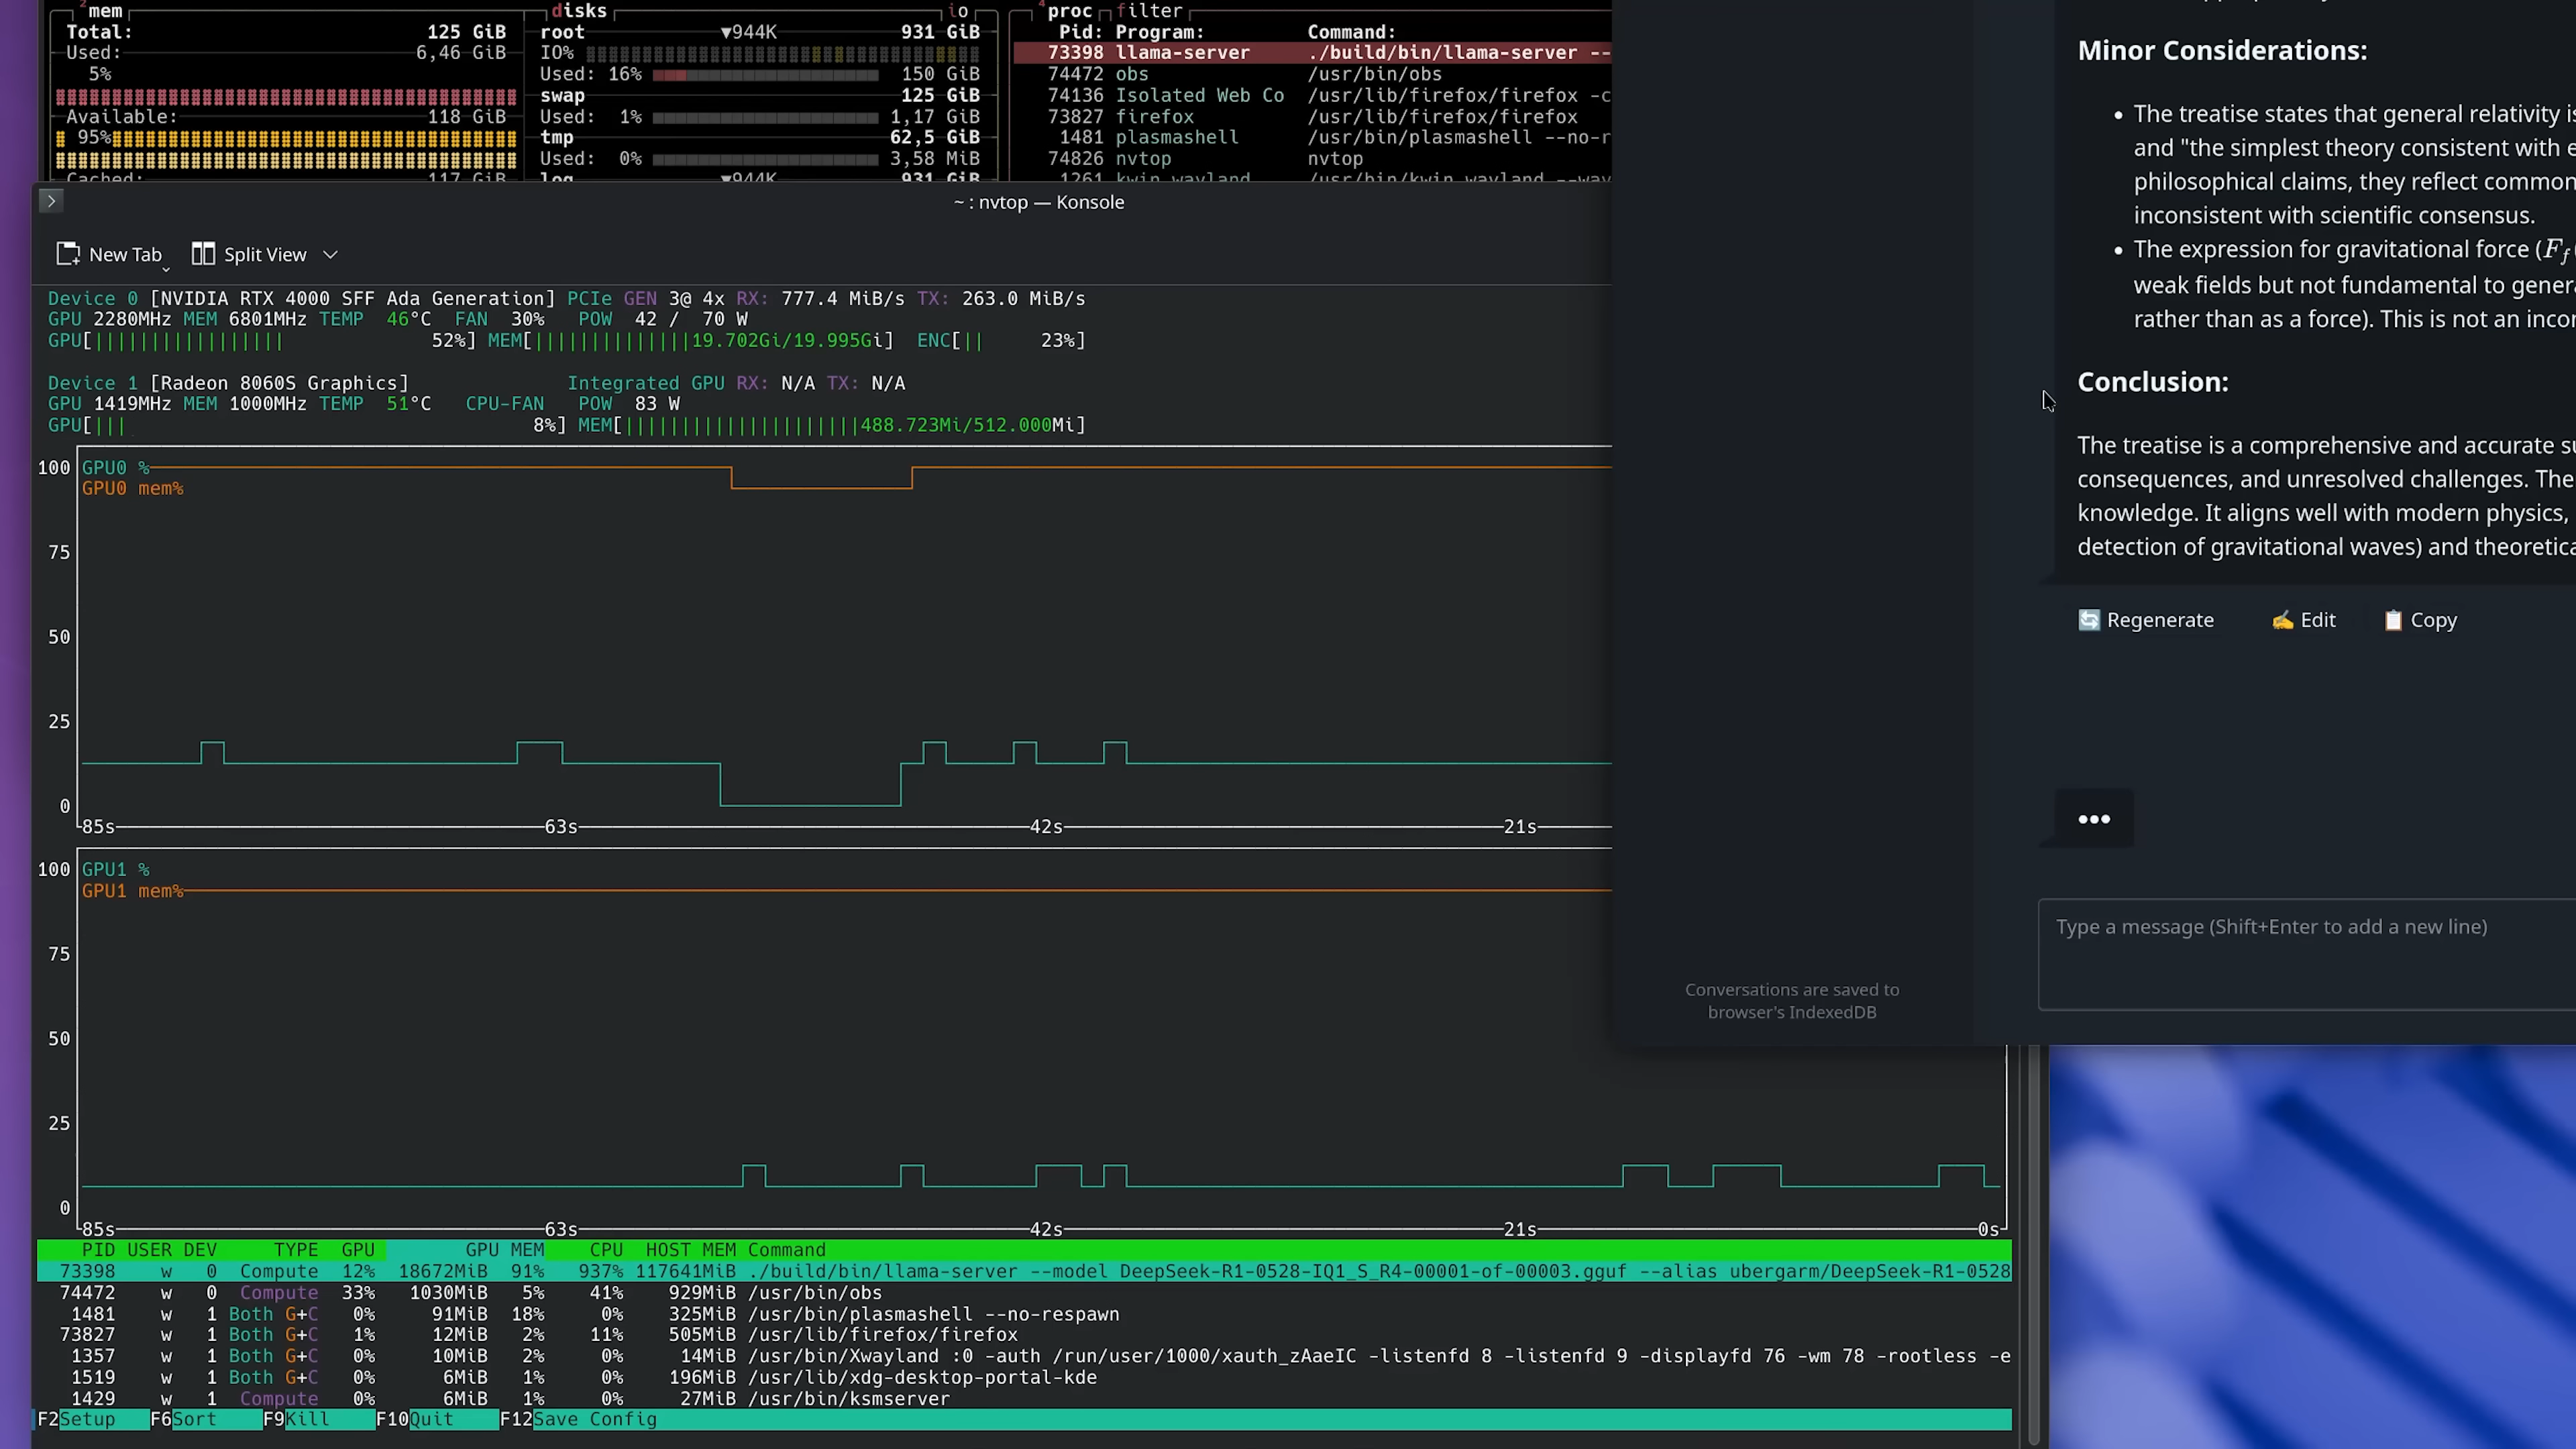 ²mem
Total: 125 GiB
Used: 6,46 GiB
5%
Available: 118 GiB
95%
Cached: 117 GiB
disks io
root ▼944K 931 GiB
IO%
Used: 16% 150 GiB
swap 125 GiB
Used: 1% 1,17 GiB
tmp 62,5 GiB
Used: 0% 3,58 MiB
log ▼944K 931 GiB
⁴proc filter
Pid: Program: Command:
73398 llama-server ./build/bin/llama-server --
74472 obs /usr/bin/obs
74136 Isolated Web Co /usr/lib/firefox/firefox -c
73827 firefox /usr/lib/firefox/firefox
1481 plasmashell /usr/bin/plasmashell --no-r
74826 nvtop nvtop
1261 kwin_wayland /usr/bin/kwin_wayland --way
~ : nvtop — Konsole
New Tab Split View
Device 0 [NVIDIA RTX 4000 SFF Ada Generation] PCIe GEN 3@ 4x RX: 777.4 MiB/s TX: 263.0 MiB/s
GPU 2280MHz MEM 6801MHz TEMP 46°C FAN 30% POW 42 / 70 W
GPU[|||||||||||||||| 52%] MEM[||||||||||||||19.702Gi/19.995Gi] ENC[|| 23%]
Device 1 [Radeon 8060S Graphics] Integrated GPU RX: N/A TX: N/A
GPU 1419MHz MEM 1000MHz TEMP 51°C CPU-FAN POW 83 W
GPU[||| 8%] MEM[||||||||||||||||||||488.723Mi/512.000Mi]
100 GPU0 %
GPU0 mem%
75
50
25
0
85s 63s 42s 21s
100 GPU1 %
GPU1 mem%
75
50
25
0
85s 63s 42s 21s 0s
PID USER DEV TYPE GPU GPU MEM CPU HOST MEM Command
73398 w 0 Compute 12% 18672MiB 91% 937% 117641MiB ./build/bin/llama-server --model DeepSeek-R1-0528-IQ1_S_R4-00001-of-00003.gguf --alias ubergarm/DeepSeek-R1-0528
74472 w 0 Compute 33% 1030MiB 5% 41% 929MiB /usr/bin/obs
1481 w 1 Both G+C 0% 91MiB 18% 0% 325MiB /usr/bin/plasmashell --no-respawn
73827 w 1 Both G+C 1% 12MiB 2% 11% 505MiB /usr/lib/firefox/firefox
1357 w 1 Both G+C 0% 10MiB 2% 0% 14MiB /usr/bin/Xwayland :0 -auth /run/user/1000/xauth_zAaeIC -listenfd 8 -listenfd 9 -displayfd 76 -wm 78 -rootless -e
1519 w 1 Both G+C 0% 6MiB 1% 0% 196MiB /usr/lib/xdg-desktop-portal-kde
1429 w 1 Compute 0% 6MiB 1% 0% 27MiB /usr/bin/ksmserver
F2Setup F6Sort F9Kill F10Quit F12Save Config
Minor Considerations:
• The treatise states that general relativity is
and "the simplest theory consistent with e
philosophical claims, they reflect common
inconsistent with scientific consensus.
• The expression for gravitational force (F_f
weak fields but not fundamental to genera
rather than as a force). This is not an incor
Conclusion:
The treatise is a comprehensive and accurate su
consequences, and unresolved challenges. The
knowledge. It aligns well with modern physics,
detection of gravitational waves) and theoretica
Regenerate Edit Copy
•••
Type a message (Shift+Enter to add a new line)
Conversations are saved to
browser's IndexedDB